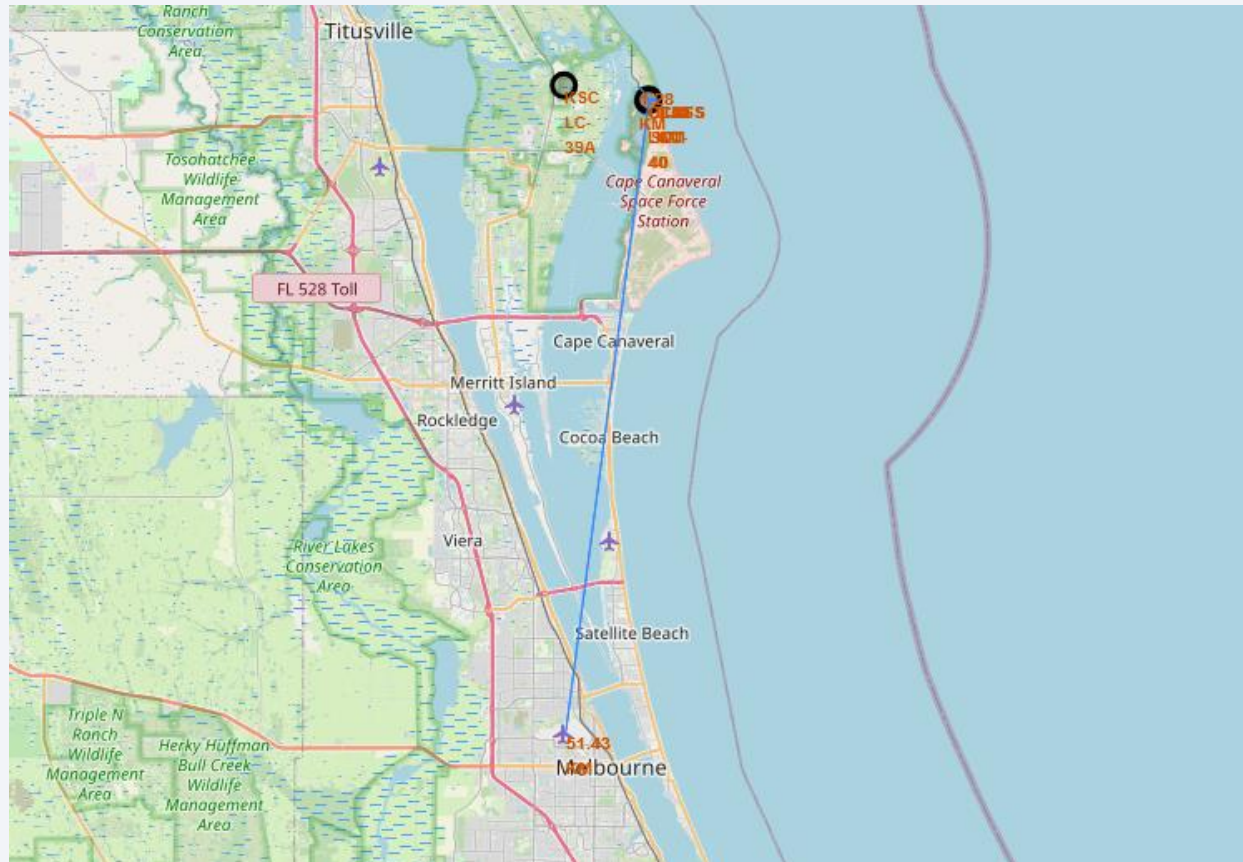 Ranch
Conservation
Area
Titusville
KSC
LC-
39A
KM
40
Tosohatchee
Wildlife
Management
Area
Cape Canaveral
Space Force
Station
FL 528 Toll
Cape Canaveral
Merritt Island
Rockledge
Cocoa Beach
Viera
River Lakes
Conservation
Area
Satellite Beach
Triple N
Ranch
Wildlife
Management
Area
Herky Huffman
Bull Creek
Wildlife
Management
Area
51.43
Melbourne